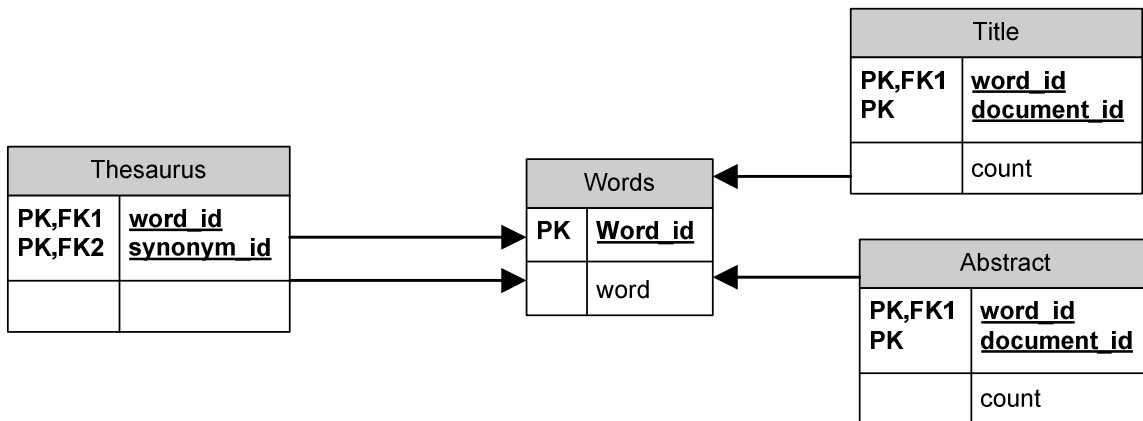 Thesaurus
PK,FK1 word_id
PK,FK2 synonym_id
Words
PK Word_id
word
Title
PK,FK1 word_id
PK document_id
count
Abstract
PK,FK1 word_id
PK document_id
count